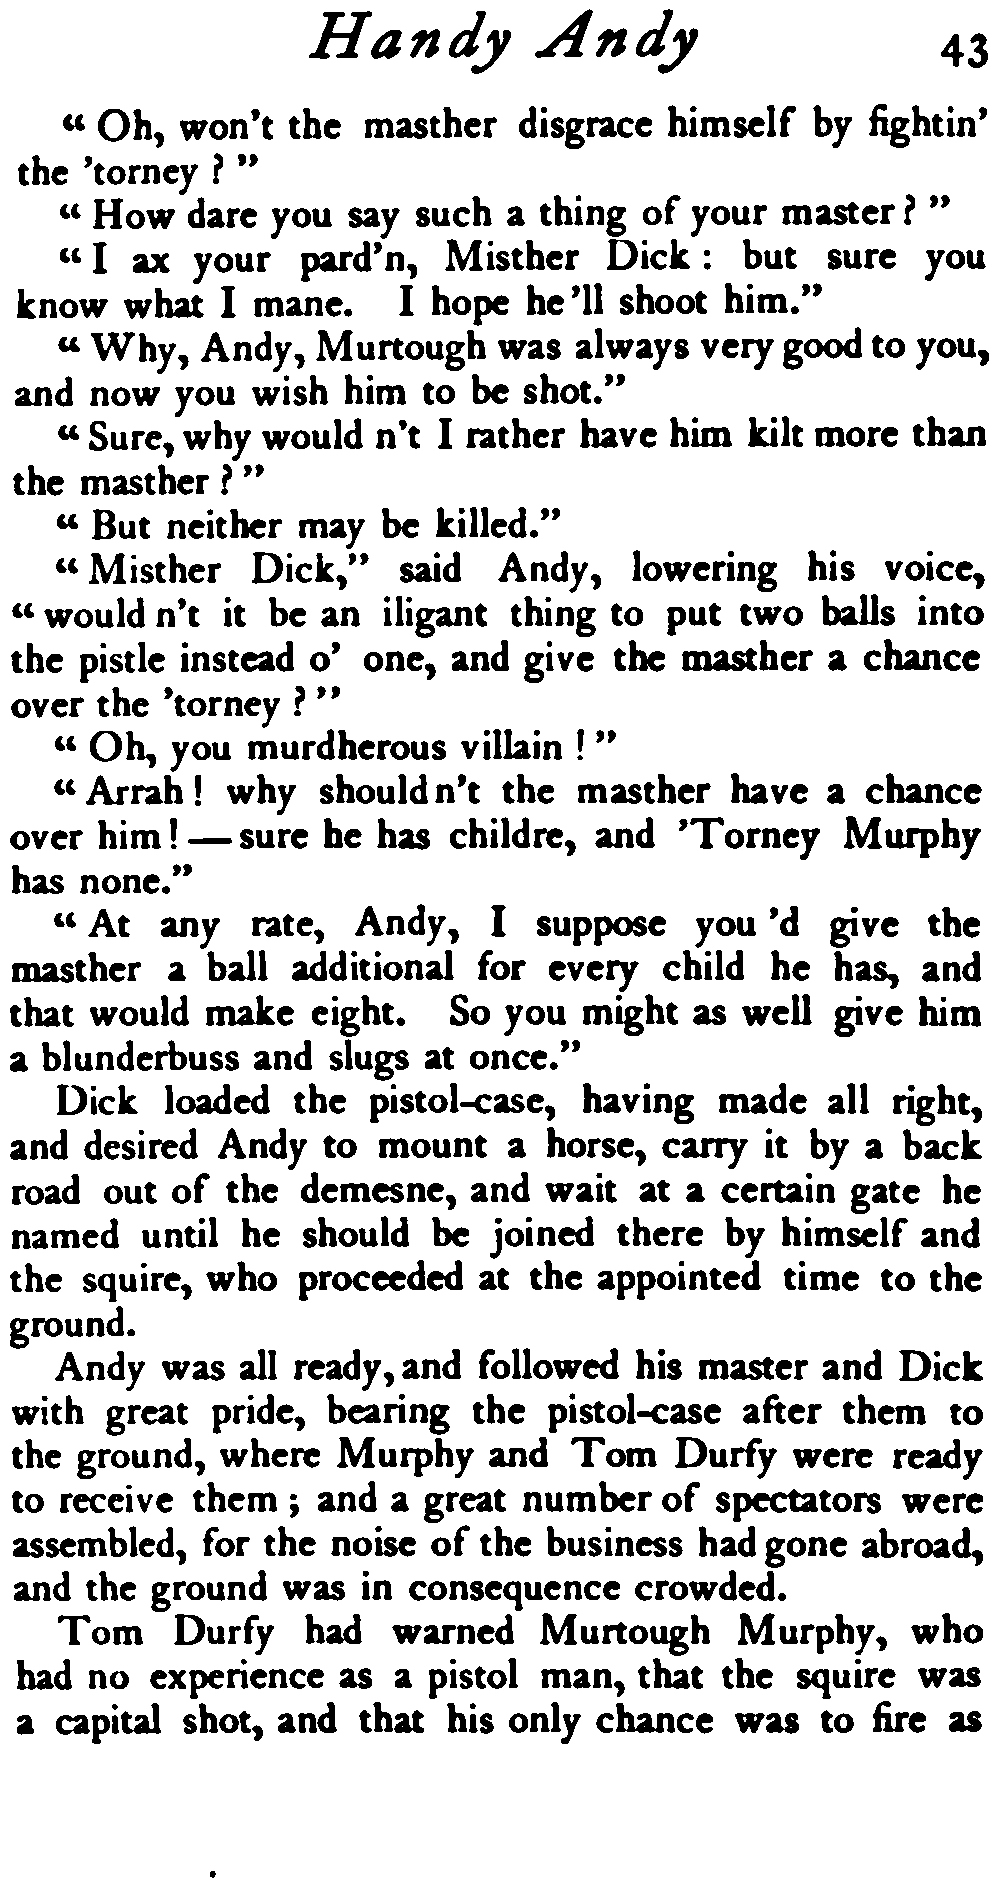 Handy Andy 43
“ Oh, won't the masther disgrace himself by fightin'
the 'torney ? ”
“ How dare you say such a thing of your master ? ”
“ I ax your pard'n, Misther Dick : but sure you
know what I mane. I hope he 'll shoot him.”
“ Why, Andy, Murtough was always very good to you,
and now you wish him to be shot.”
“ Sure, why would n't I rather have him kilt more than
the masther ? ”
“ But neither may be killed.”
“ Misther Dick,” said Andy, lowering his voice,
“ would n't it be an iligant thing to put two balls into
the pistle instead o' one, and give the masther a chance
over the 'torney ? ”
“ Oh, you murdherous villain ! ”
“ Arrah ! why should n't the masther have a chance
over him ! — sure he has childre, and 'Torney Murphy
has none.”
“ At any rate, Andy, I suppose you 'd give the
masther a ball additional for every child he has, and
that would make eight. So you might as well give him
a blunderbuss and slugs at once.”
Dick loaded the pistol-case, having made all right,
and desired Andy to mount a horse, carry it by a back
road out of the demesne, and wait at a certain gate he
named until he should be joined there by himself and
the squire, who proceeded at the appointed time to the
ground.
Andy was all ready, and followed his master and Dick
with great pride, bearing the pistol-case after them to
the ground, where Murphy and Tom Durfy were ready
to receive them ; and a great number of spectators were
assembled, for the noise of the business had gone abroad,
and the ground was in consequence crowded.
Tom Durfy had warned Murtough Murphy, who
had no experience as a pistol man, that the squire was
a capital shot, and that his only chance was to fire as